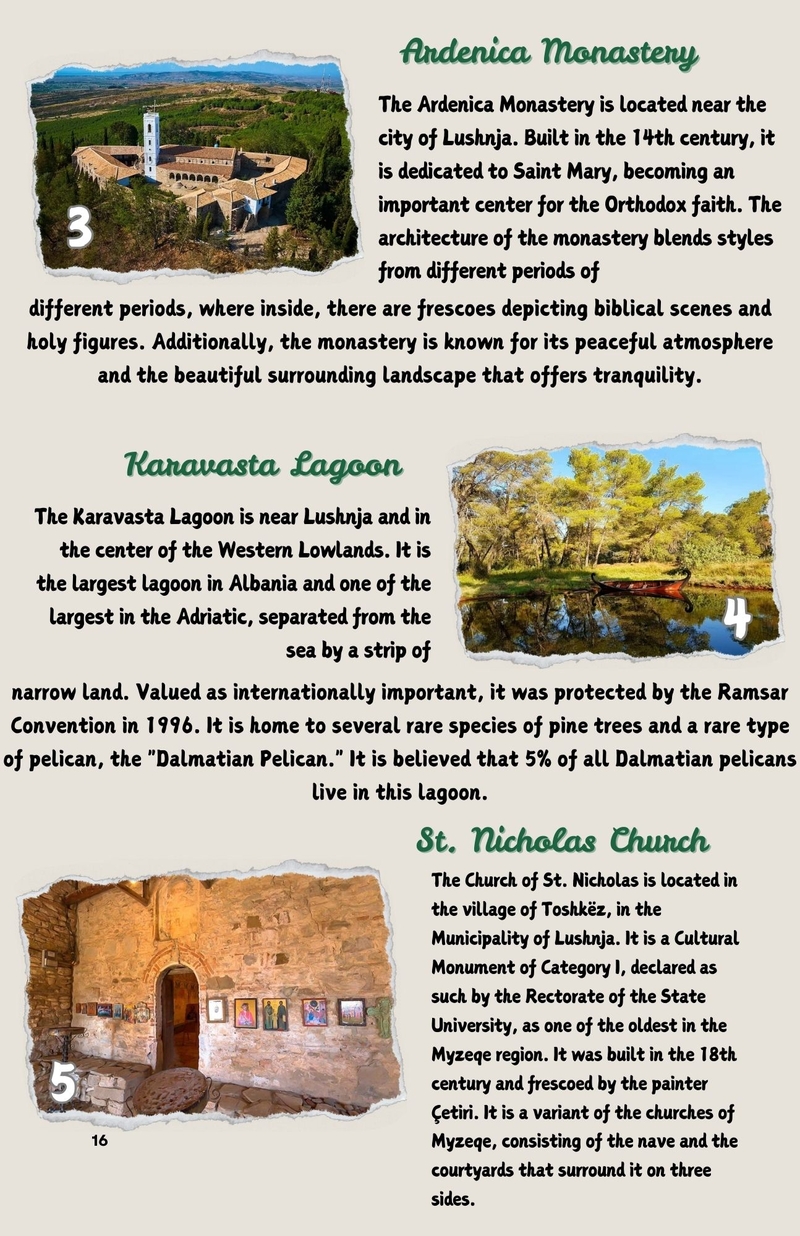 Ardenica Monastery
The Ardenica Monastery is located near the
city of Lushnja. Built in the 14th century, it
is dedicated to Saint Mary, becoming an
important center for the Orthodox faith. The
architecture of the monastery blends styles
from different periods of
3
different periods, where inside, there are frescoes depicting biblical scenes and
holy figures. Additionally, the monastery is known for its peaceful atmosphere
and the beautiful surrounding landscape that offers tranquility.
Karavasta Lagoon
The Karavasta Lagoon is near Lushnja and in
the center of the Western Lowlands. It is
the largest lagoon in Albania and one of the
largest in the Adriatic, separated from the
sea by a strip of
4
narrow land. Valued as internationally important, it was protected by the Ramsar
Convention in 1996. It is home to several rare species of pine trees and a rare type
of pelican, the "Dalmatian Pelican." It is believed that 5% of all Dalmatian pelicans
live in this lagoon.
St. Nicholas Church
The Church of St. Nicholas is located in
the village of Toshkëz, in the
Municipality of Lushnja. It is a Cultural
Monument of Category I, declared as
such by the Rectorate of the State
University, as one of the oldest in the
Myzeqe region. It was built in the 18th
century and frescoed by the painter
Çetiri. It is a variant of the churches of
Myzeqe, consisting of the nave and the
courtyards that surround it on three
sides.
5
16